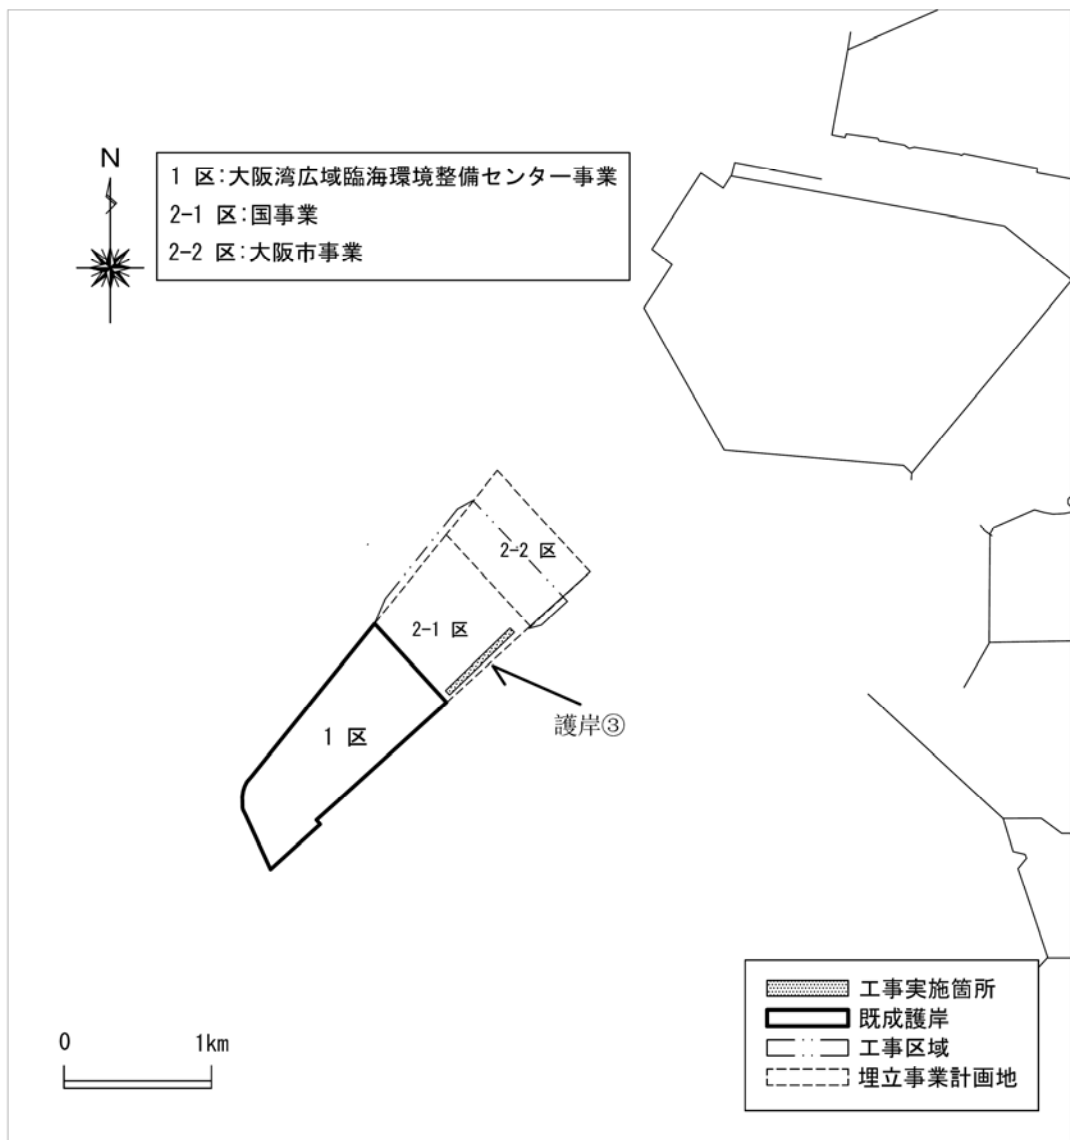 N
1 区:大阪湾広域臨海環境整備センター事業
2-1 区:国事業
2-2 区:大阪市事業
2-2 区
2-1 区
護岸③
1 区
0 1km
工事実施箇所
既成護岸
工事区域
埋立事業計画地